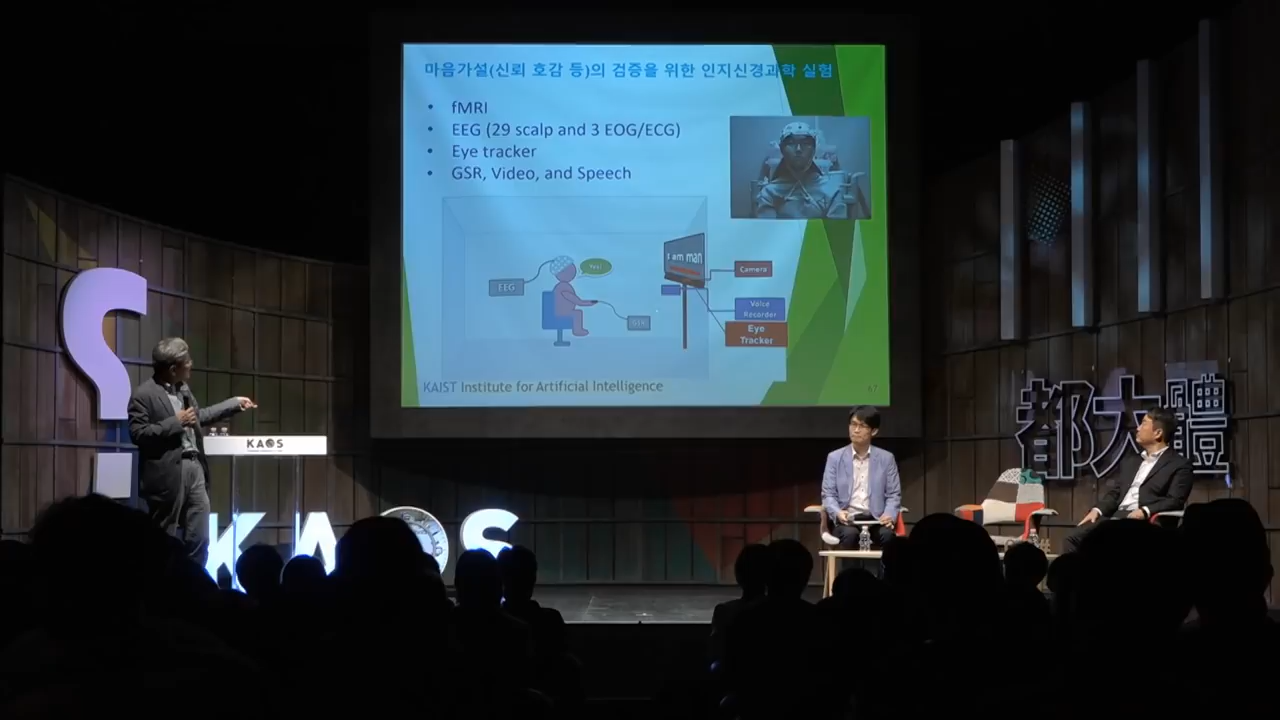 마음가설(신뢰 호감 등)의 검증을 위한 인지신경과학 실험
• fMRI
• EEG (29 scalp and 3 EOG/ECG)
• Eye tracker
• GSR, Video, and Speech
Yes!
I am man
EEG
GSR
Camera
Voice
Recorder
Eye
Tracker
KAIST Institute for Artificial Intelligence
67
KAOS
KAOS
都大體